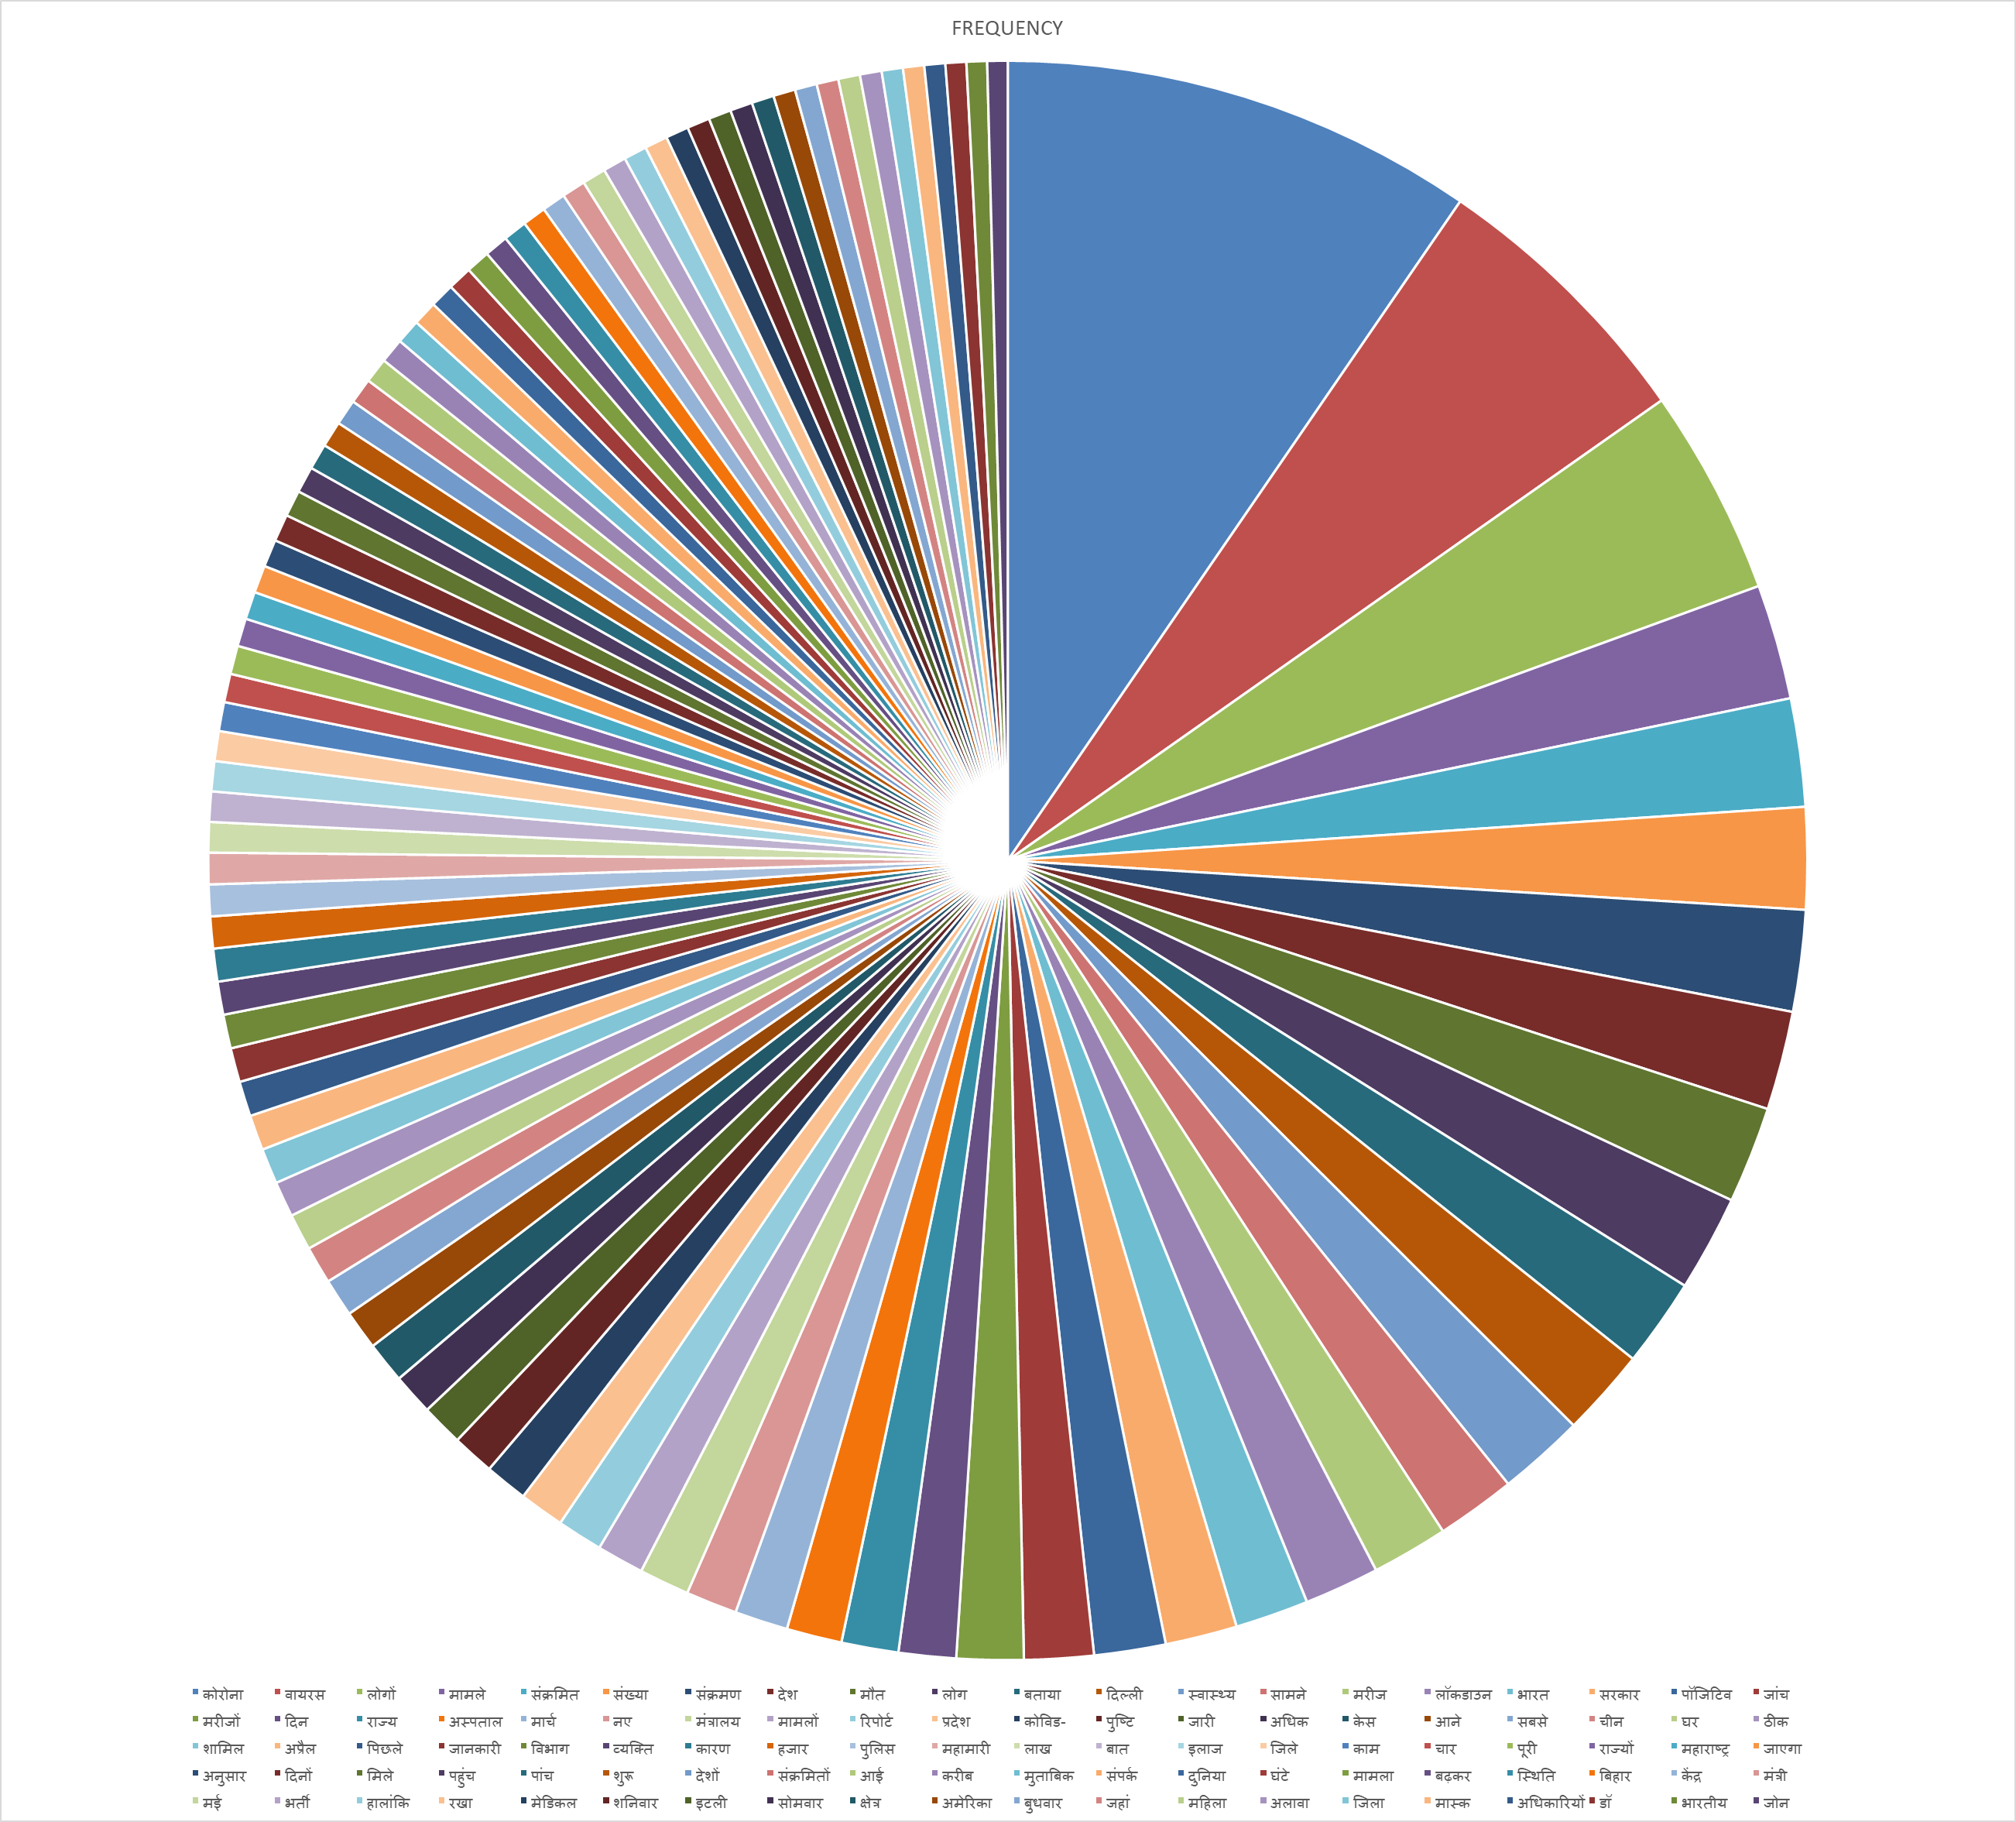 FREQUENCY
कोरोना वायरस लोगों मामले संक्रमित संख्या संक्रमण देश मौत लोग बताया दिल्ली स्वास्थ्य सामने मरीज लॉकडाउन भारत सरकार पॉजिटिव जांच
मरीजों दिन राज्य अस्पताल मार्च नए मंत्रालय मामलों रिपोर्ट प्रदेश कोविड- पुष्टि जारी अधिक केस आने सबसे चीन घर ठीक
शामिल अप्रैल पिछले जानकारी विभाग व्यक्ति कारण हजार पुलिस महामारी लाख बात इलाज जिले काम चार पूरी राज्यों महाराष्ट्र जाएगा
अनुसार दिनों मिले पहुंच पांच शुरू देशों संक्रमितों आई करीब मुताबिक संपर्क दुनिया घंटे मामला बढ़कर स्थिति बिहार केंद्र मंत्री
मई भर्ती हालांकि रखा मेडिकल शनिवार इटली सोमवार क्षेत्र अमेरिका बुधवार जहां महिला अलावा जिला मास्क अधिकारियों डॉ भारतीय जोन